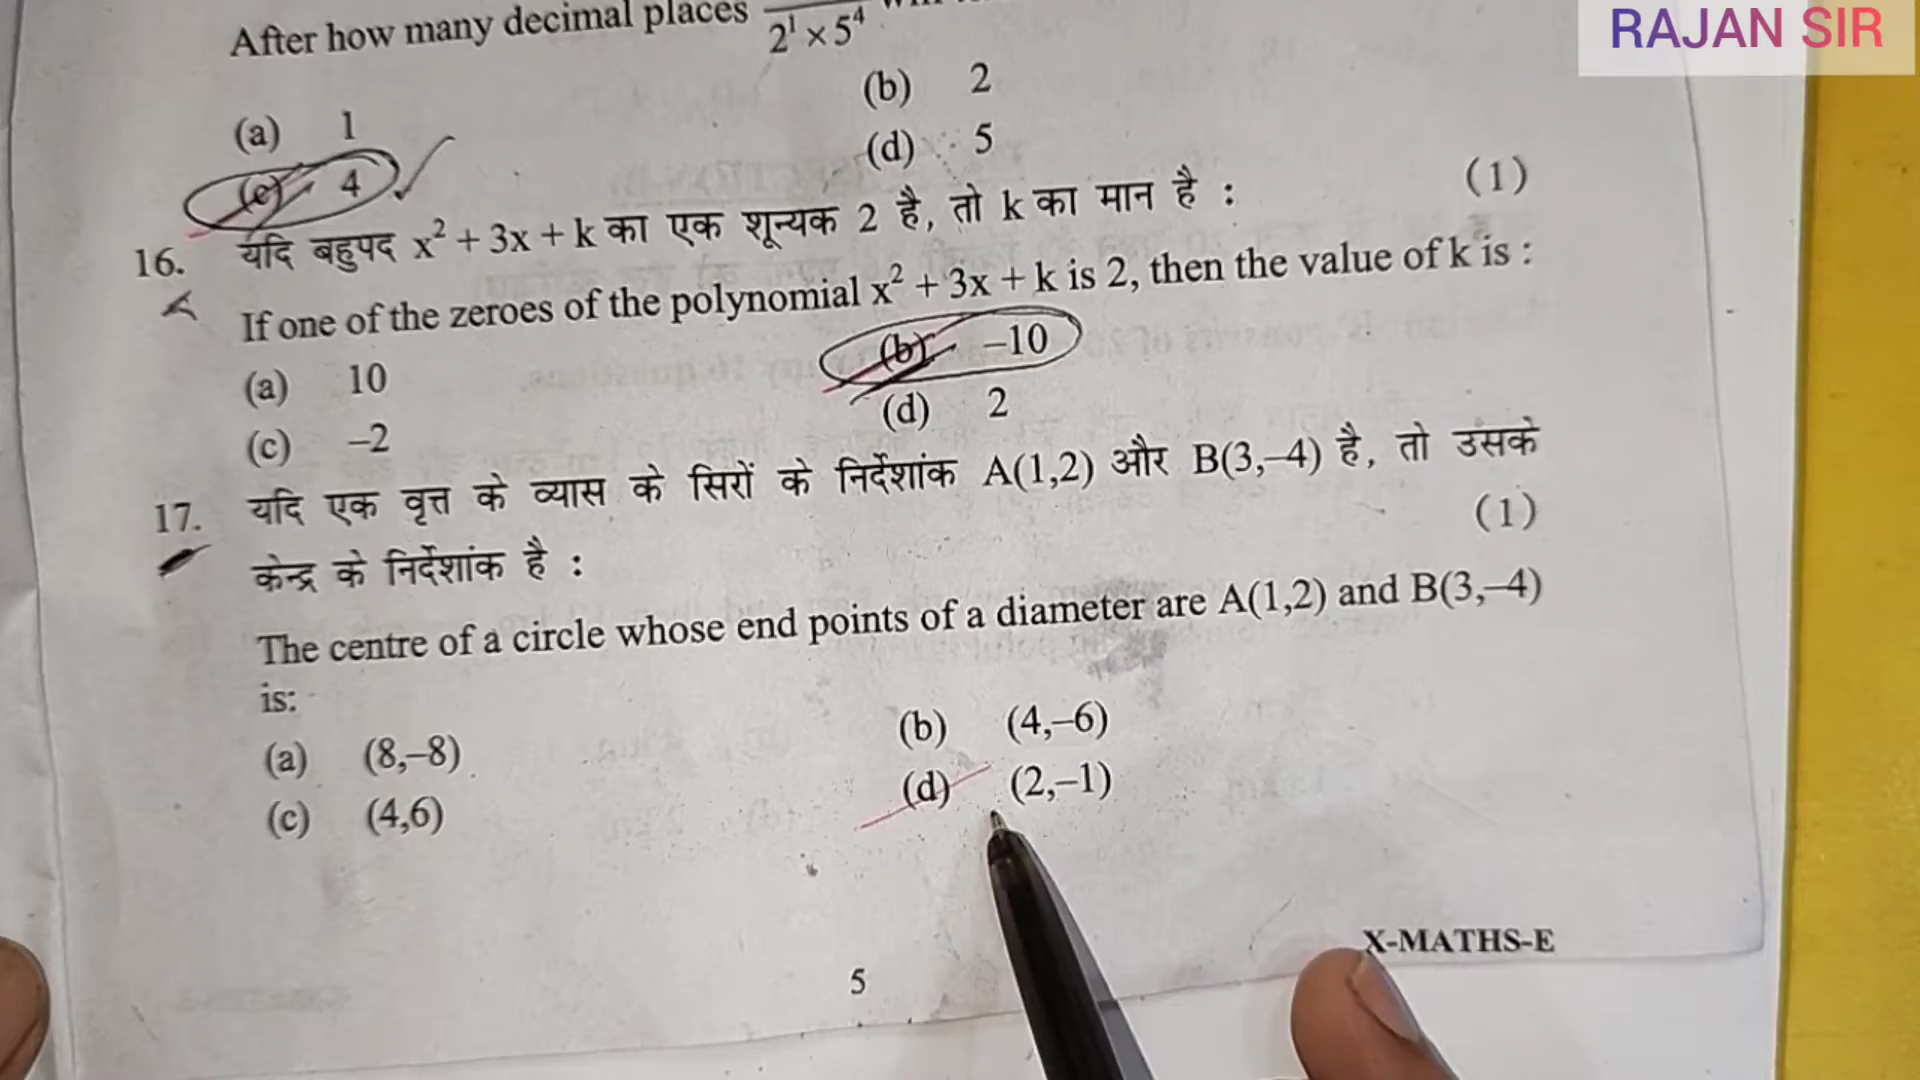 RAJAN SIR
After how many decimal places
2¹ × 5⁴
(a) 1 (b) 2
(c) 4 (d) 5
16. यदि बहुपद x² + 3x + k का एक शून्यक 2 है, तो k का मान है : (1)
If one of the zeroes of the polynomial x² + 3x + k is 2, then the value of k is :
(a) 10 (b) –10
(c) –2 (d) 2
17. यदि एक वृत्त के व्यास के सिरों के निर्देशांक A(1,2) और B(3,–4) है, तो उसके
केन्द्र के निर्देशांक है : (1)
The centre of a circle whose end points of a diameter are A(1,2) and B(3,–4)
is:
(a) (8,–8) (b) (4,–6)
(c) (4,6) (d) (2,–1)
5
X-MATHS-E